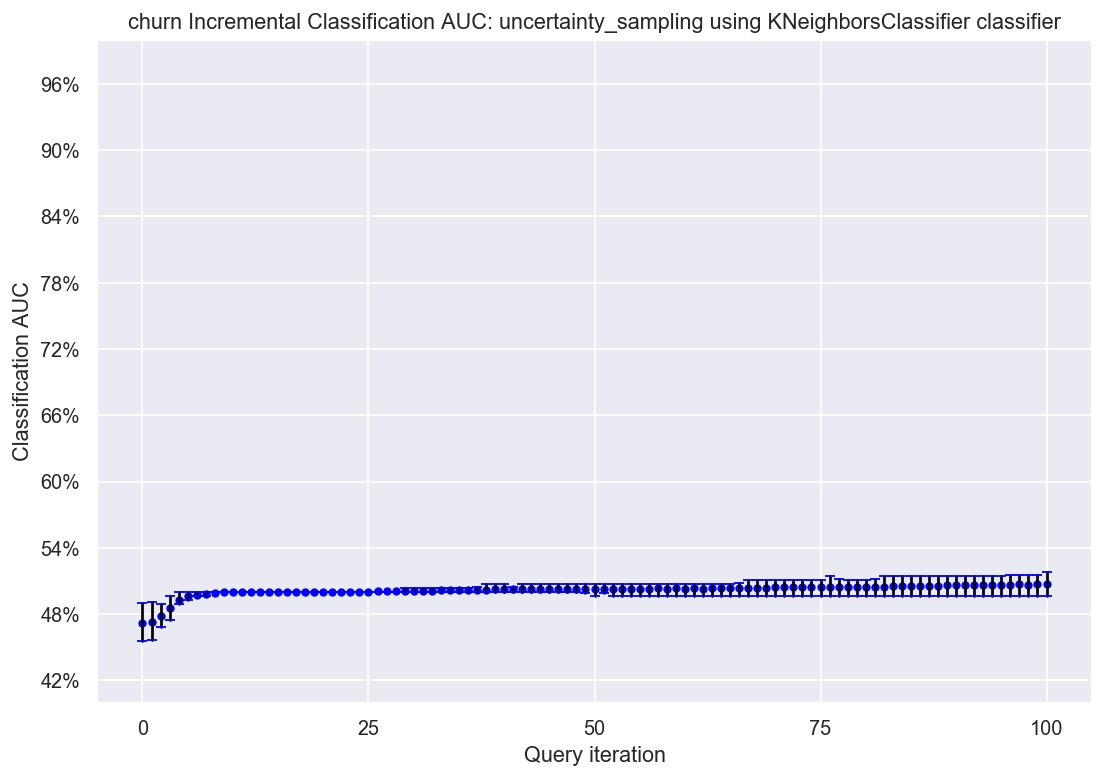 churn Incremental Classification AUC: uncertainty_sampling using KNeighborsClassifier classifier
96%
90%
84%
78%
72%
66%
60%
54%
48%
42%
Classification AUC
0 25 50 75 100
Query iteration